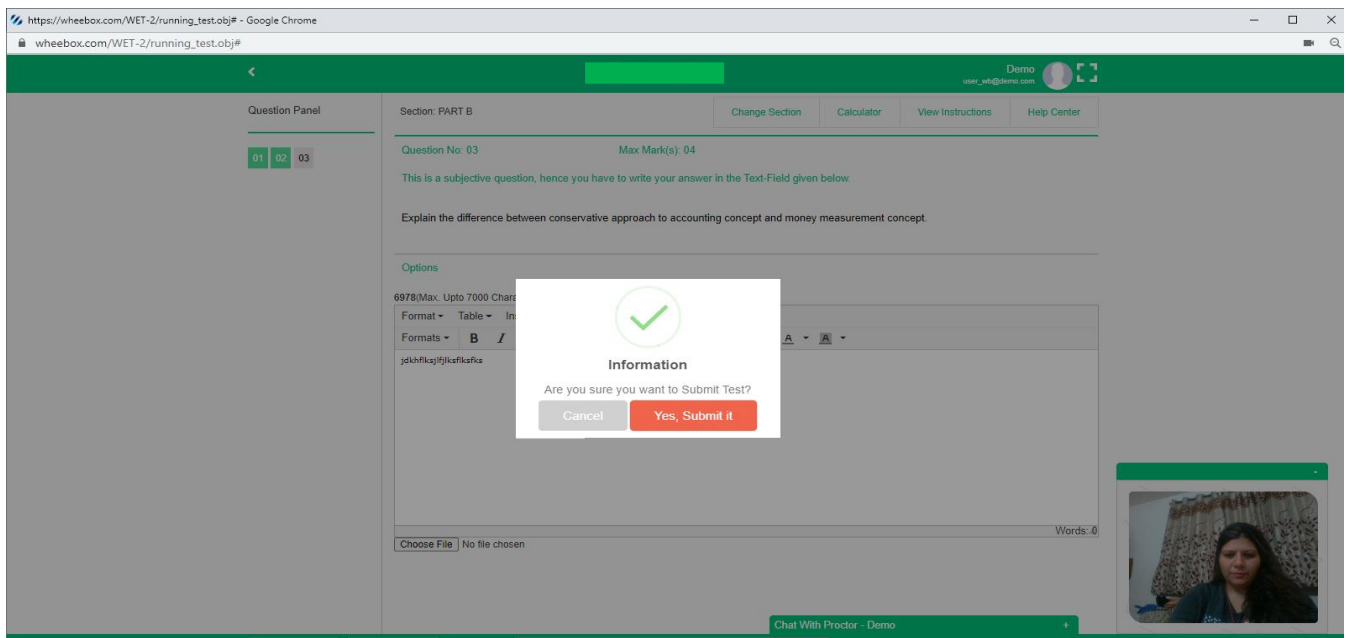 https://wheebox.com/WET-2/running_test.obj# - Google Chrome
wheebox.com/WET-2/running_test.obj#
Demo
user_wb@demo.com
Question Panel
01 02 03
Section: PART B
Change Section Calculator View Instructions Help Center
Question No: 03 Max Mark(s): 04
This is a subjective question, hence you have to write your answer in the Text-Field given below.
Explain the difference between conservative approach to accounting concept and money measurement concept.
Options
6978(Max. Upto 7000 Chara
Format Table In
Formats B I A A
Information
Are you sure you want to Submit Test?
Cancel Yes, Submit it
Words: 0
Choose File No file chosen
Chat With Proctor - Demo +